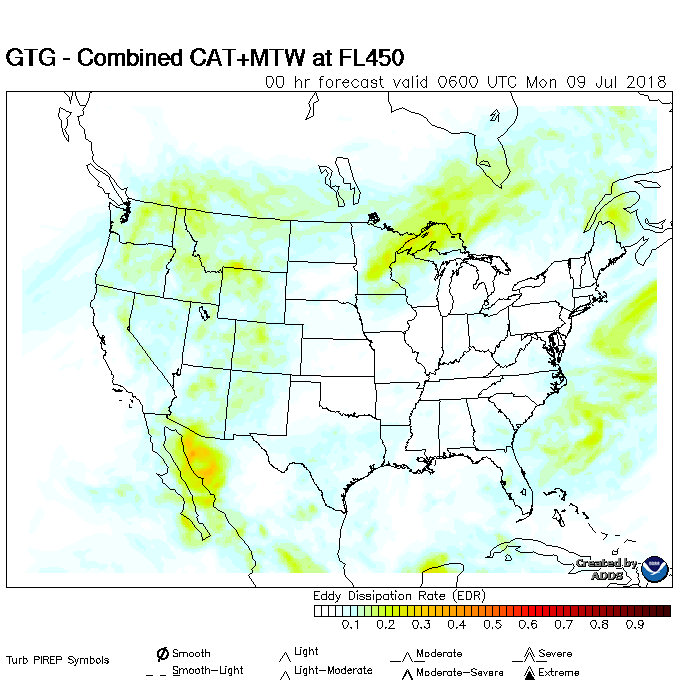 GTG - Combined CAT+MTW at FL450
00 hr forecast valid 0600 UTC Mon 09 Jul 2018
Created by
ADDS
Eddy Dissipation Rate (EDR)
0.1 0.2 0.3 0.4 0.5 0.6 0.7 0.8 0.9
Turb PIREP Symbols
Smooth Light Moderate Severe
Smooth-Light Light-Moderate Moderate-Severe Extreme